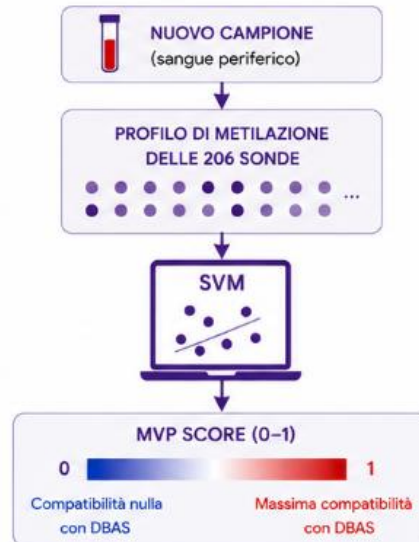 NUOVO CAMPIONE
(sangue periferico)
PROFILO DI METILAZIONE
DELLE 206 SONDE
...
SVM
MVP SCORE (0–1)
0 1
Compatibilità nulla
con DBAS
Massima compatibilità
con DBAS